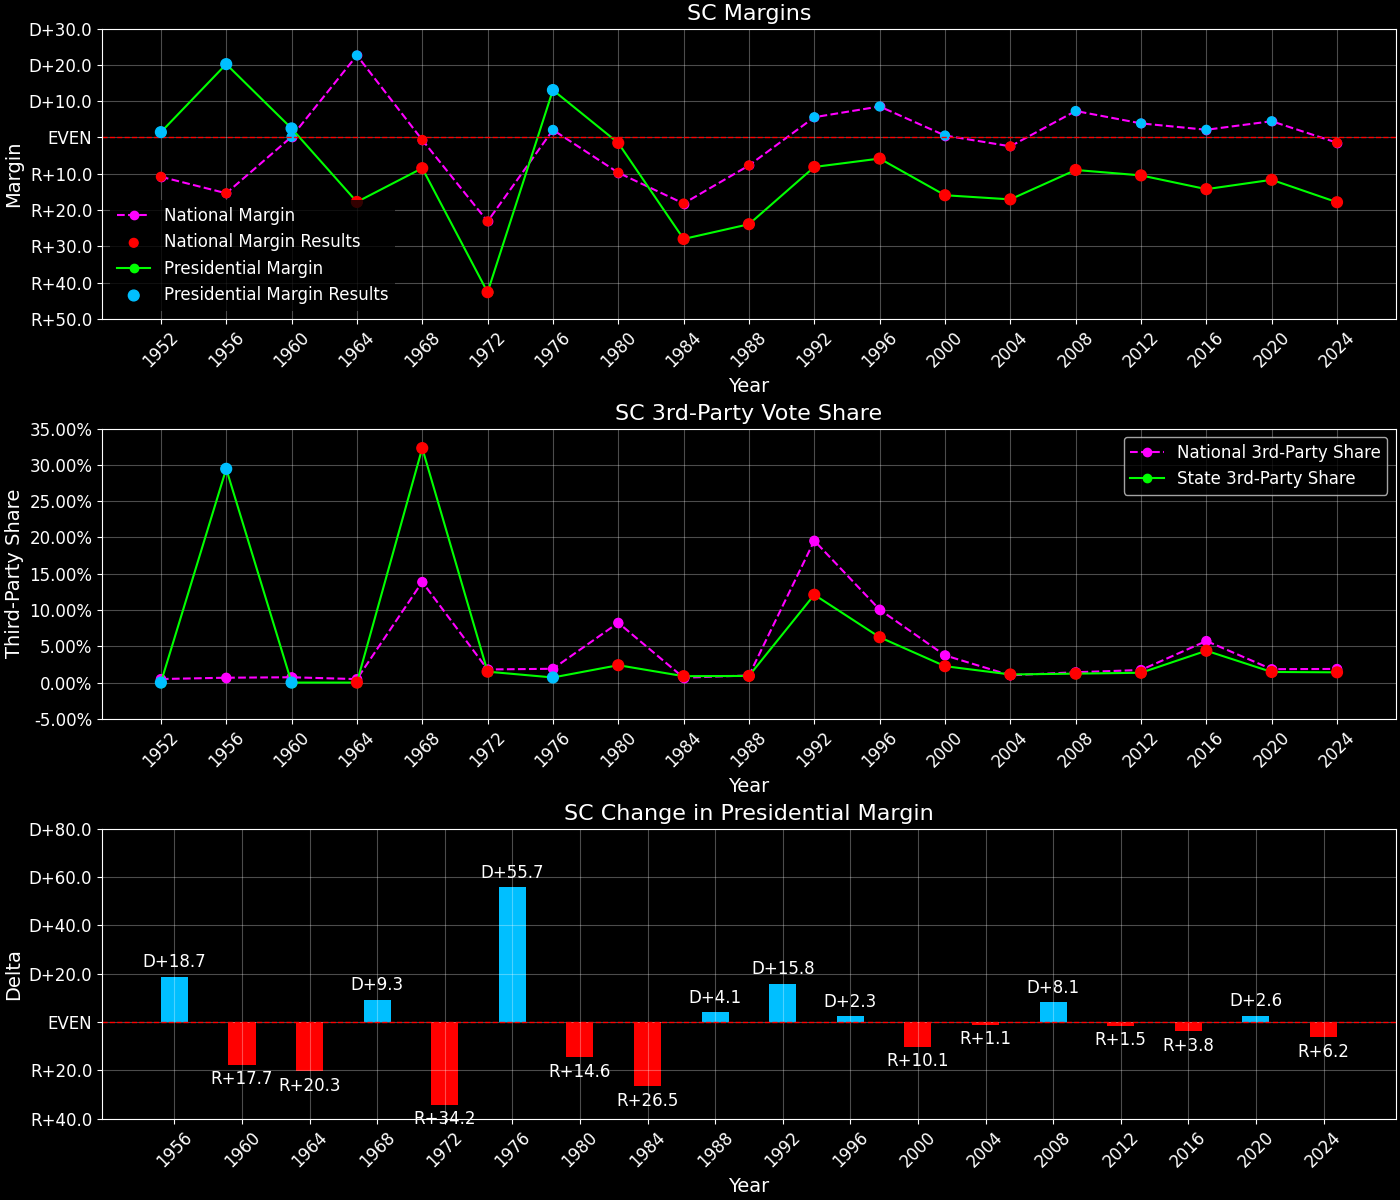 SC Margins
D+30.0
D+20.0
D+10.0
EVEN
R+10.0
R+20.0
R+30.0
R+40.0
R+50.0
Margin
National Margin
National Margin Results
Presidential Margin
Presidential Margin Results
1952 1956 1960 1964 1968 1972 1976 1980 1984 1988 1992 1996 2000 2004 2008 2012 2016 2020 2024
Year
SC 3rd-Party Vote Share
35.00%
30.00%
25.00%
20.00%
15.00%
10.00%
5.00%
0.00%
-5.00%
Third-Party Share
National 3rd-Party Share
State 3rd-Party Share
1952 1956 1960 1964 1968 1972 1976 1980 1984 1988 1992 1996 2000 2004 2008 2012 2016 2020 2024
Year
SC Change in Presidential Margin
D+80.0
D+60.0
D+40.0
D+20.0
EVEN
R+20.0
R+40.0
Delta
D+18.7
R+17.7
R+20.3
D+9.3
R+34.2
D+55.7
R+14.6
R+26.5
D+4.1
D+15.8
D+2.3
R+10.1
R+1.1
D+8.1
R+1.5
R+3.8
D+2.6
R+6.2
1956 1960 1964 1968 1972 1976 1980 1984 1988 1992 1996 2000 2004 2008 2012 2016 2020 2024
Year